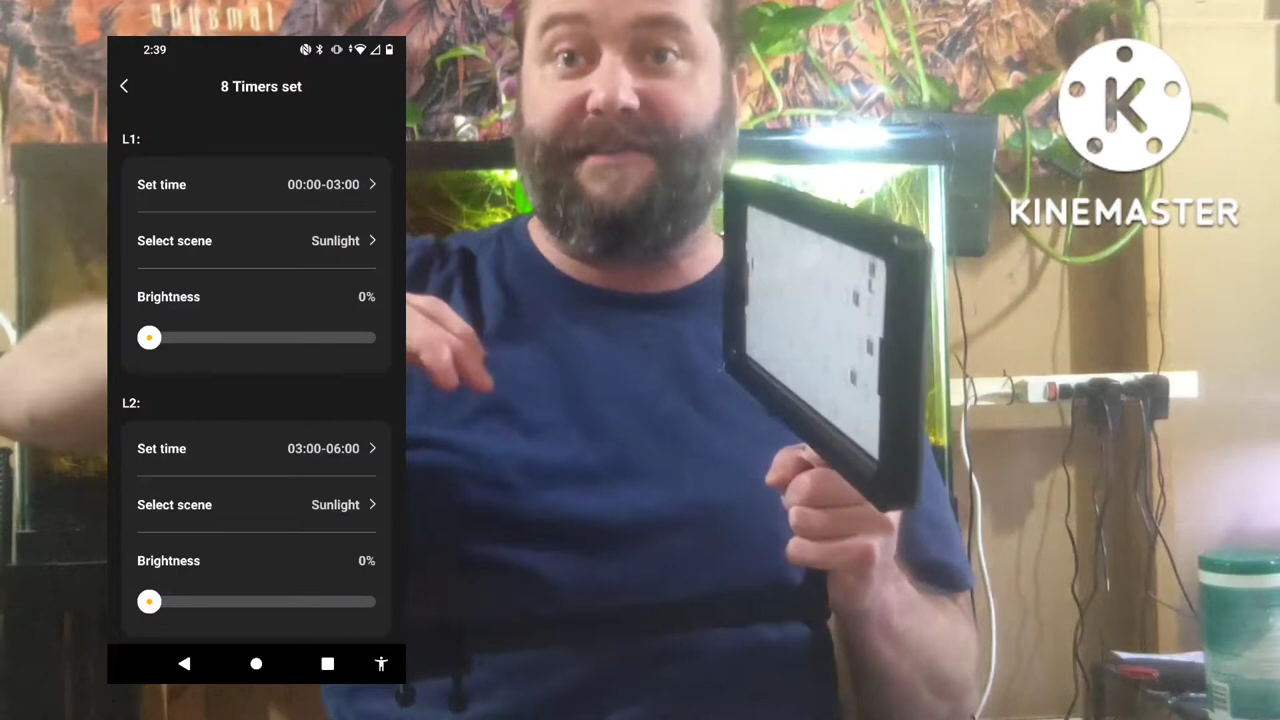 abysmal
2:39
8 Timers set
L1:
Set time 00:00-03:00
Select scene Sunlight
Brightness 0%
L2:
Set time 03:00-06:00
Select scene Sunlight
Brightness 0%
K
KINEMASTER